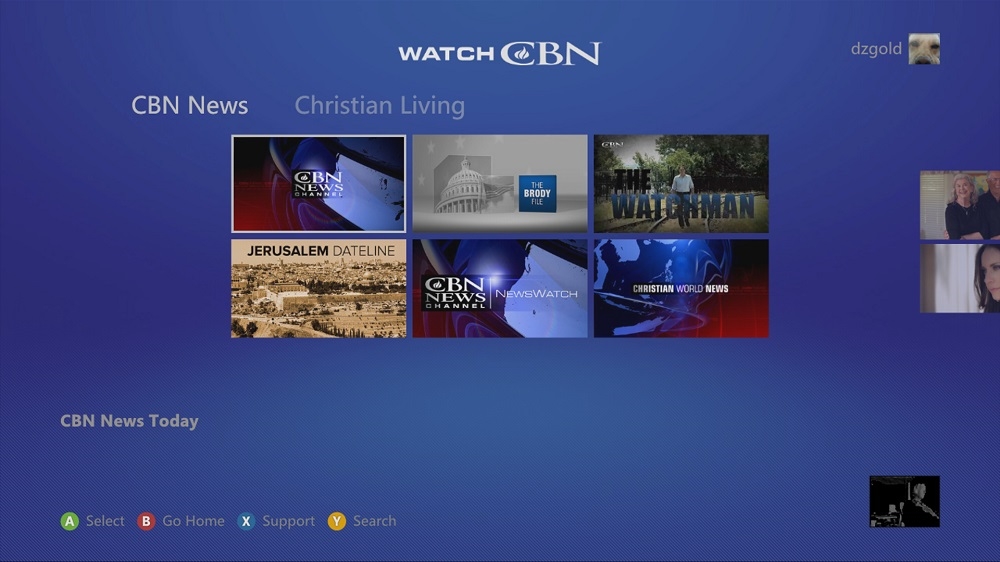 WATCH CBN
dzgold
CBN News
Christian Living
CBN
NEWS
CHANNEL
THE
BRODY
FILE
CBN
THE
WATCHMAN
JERUSALEM DATELINE
CBN
NEWS
CHANNEL
NEWSWATCH
CHRISTIAN WORLD NEWS
CBN News Today
A Select B Go Home X Support Y Search